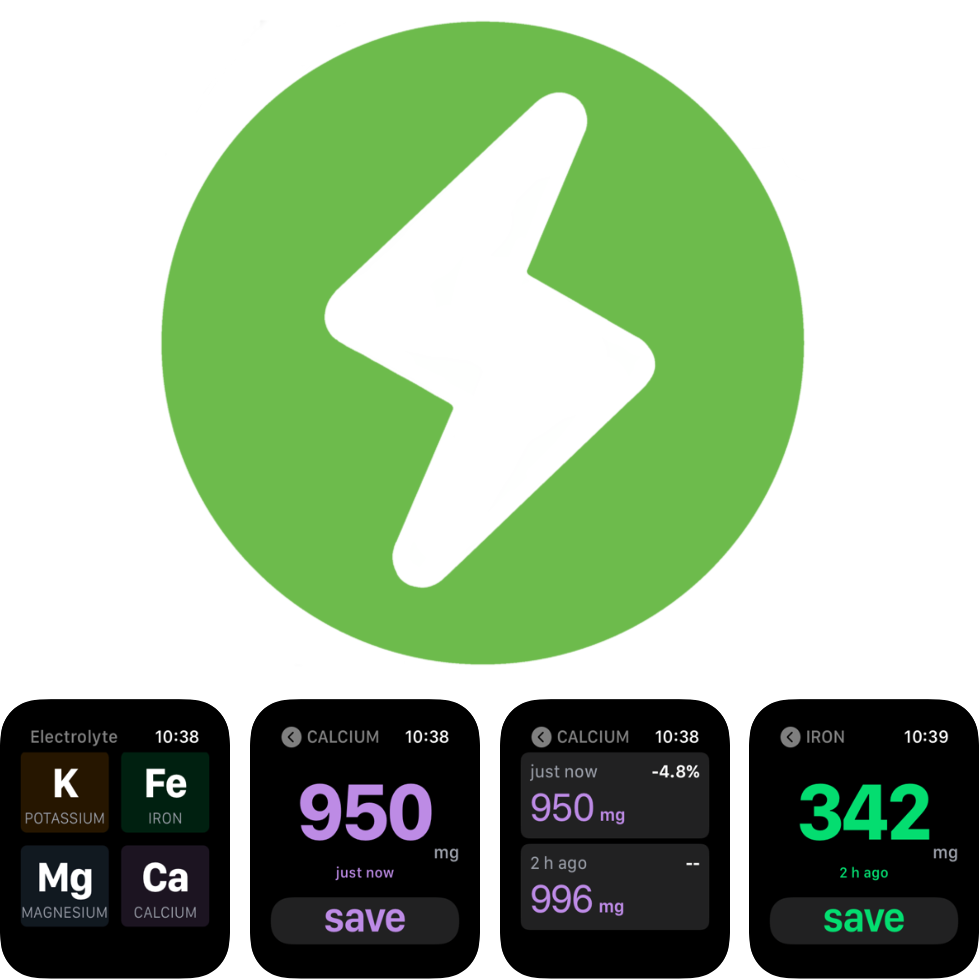 Electrolyte 10:38
K Fe
POTASSIUM IRON
Mg Ca
MAGNESIUM CALCIUM
CALCIUM 10:38
950
mg
just now
save
CALCIUM 10:38
just now -4.8%
950 mg
2 h ago --
996 mg
IRON 10:39
342
mg
2 h ago
save